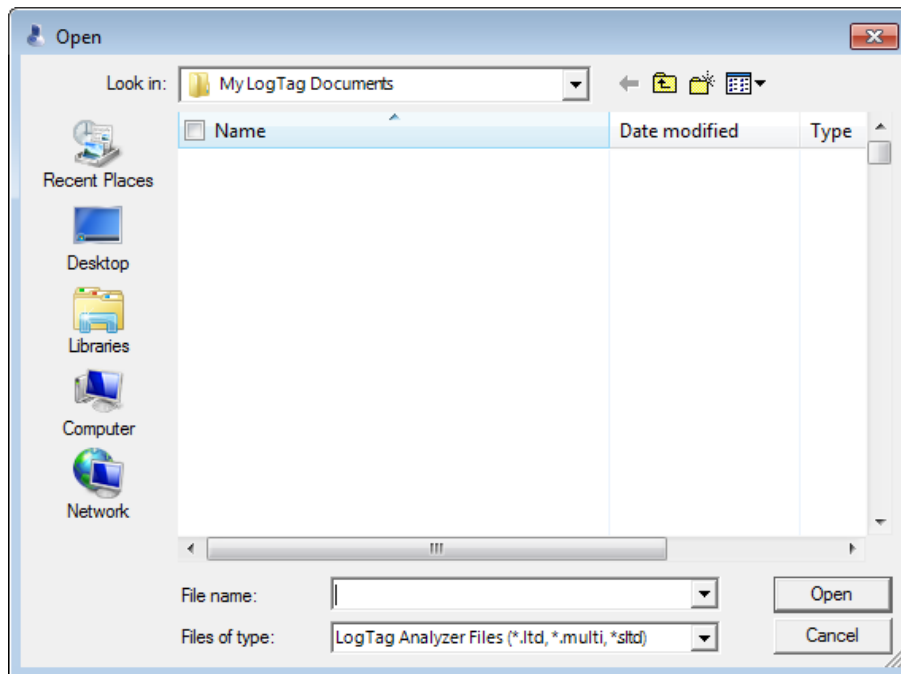 Open
Look in:
My LogTag Documents
Name
Date modified
Type
Recent Places
Desktop
Libraries
Computer
Network
File name:
Open
Files of type:
LogTag Analyzer Files (*.ltd, *.multi, *.sltd)
Cancel